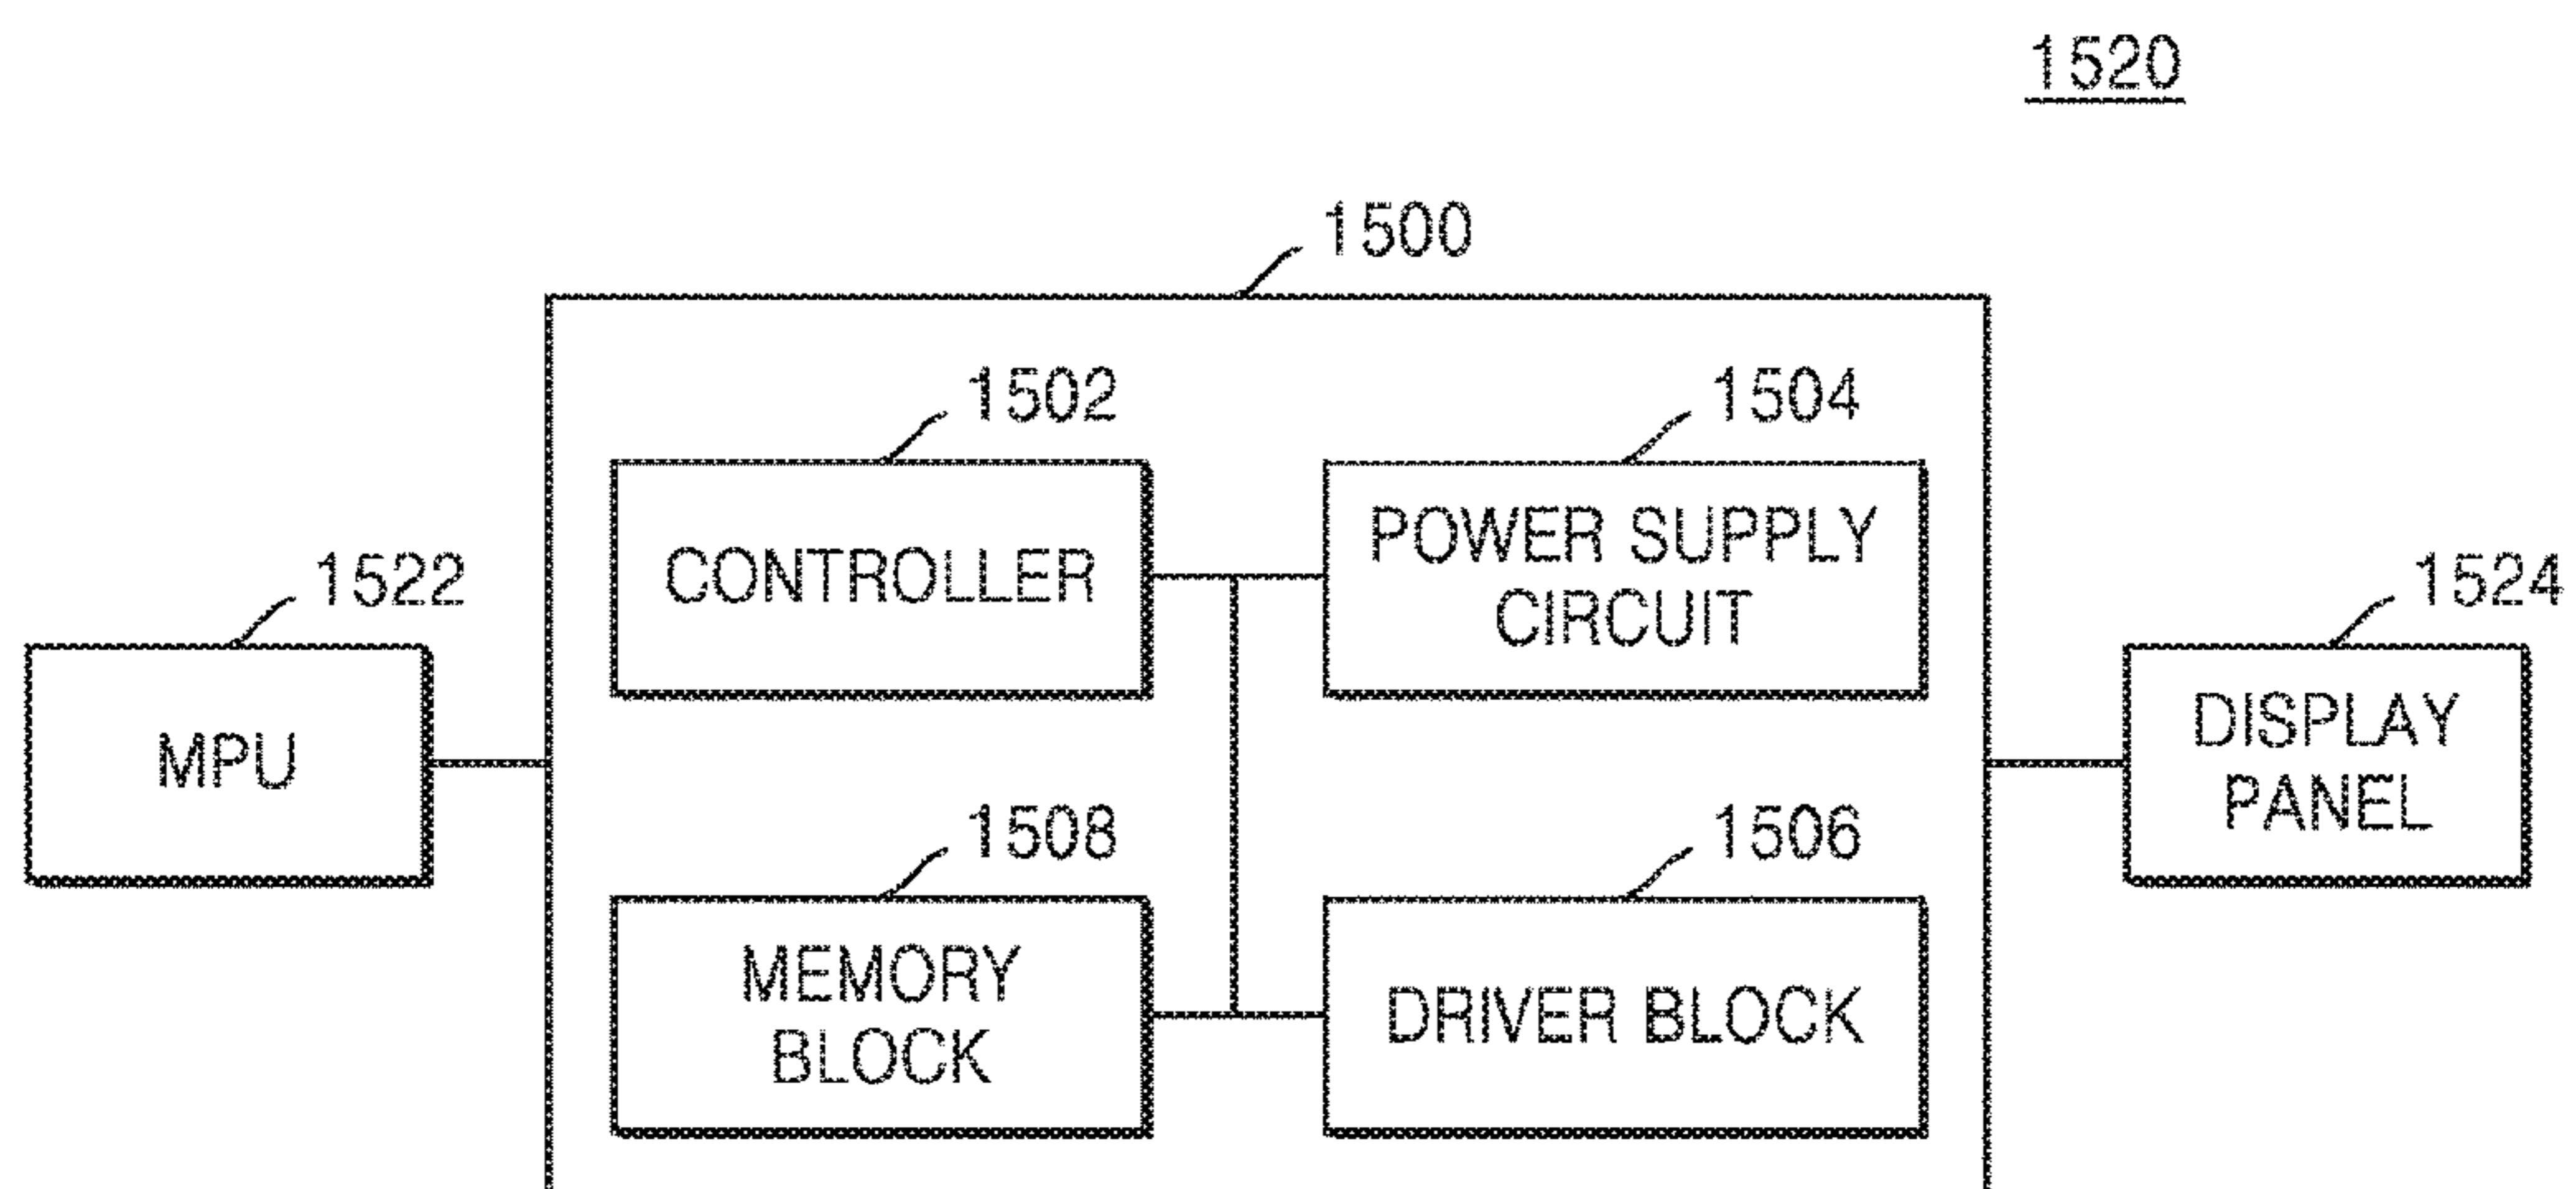 1520
1500
1502
1504
CONTROLLER
POWER SUPPLY
CIRCUIT
1522
1524
MPU
DISPLAY
PANEL
1508
1506
MEMORY
BLOCK
DRIVER BLOCK